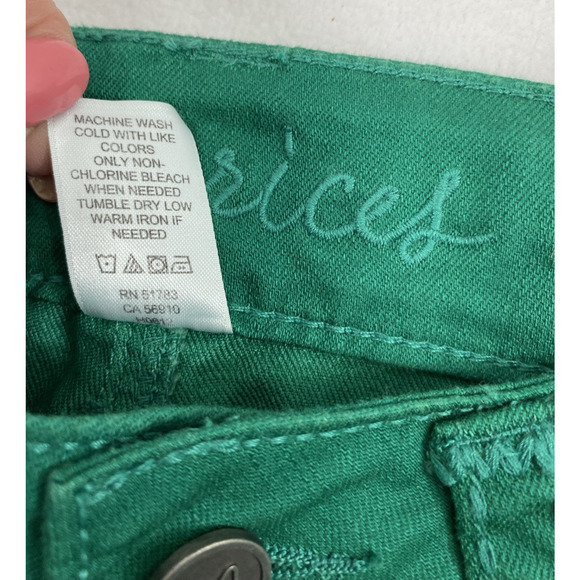 MACHINE WASH
COLD WITH LIKE
COLORS
ONLY NON-
CHLORINE BLEACH
WHEN NEEDED
TUMBLE DRY LOW
WARM IRON IF
NEEDED
RN 51783
CA 56910
rices